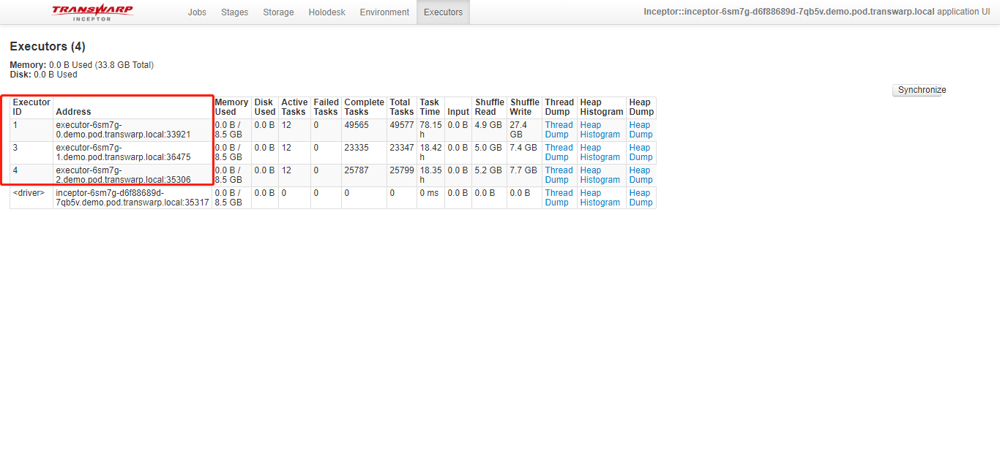 TRANSWARP
INCEPTOR
Jobs Stages Storage Holodesk Environment Executors
Inceptor::inceptor-6sm7g-d6f88689d-7qb5v.demo.pod.transwarp.local application UI
Executors (4)
Memory: 0.0 B Used (33.8 GB Total)
Disk: 0.0 B Used
Synchronize
Executor Memory Disk Active Failed Complete Total Task Shuffle Shuffle Thread Heap Heap
ID Address Used Used Tasks Tasks Tasks Tasks Time Input Read Write Dump Histogram Dump
1 executor-6sm7g- 0.0 B / 0.0 B 12 0 49565 49577 78.15 0.0 B 4.9 GB 27.4 Thread Heap Heap
0.demo.pod.transwarp.local:33921 8.5 GB h GB Dump Histogram Dump
3 executor-6sm7g- 0.0 B / 0.0 B 12 0 23335 23347 18.42 0.0 B 5.0 GB 7.4 GB Thread Heap Heap
1.demo.pod.transwarp.local:36475 8.5 GB h Dump Histogram Dump
4 executor-6sm7g- 0.0 B / 0.0 B 12 0 25787 25799 18.35 0.0 B 5.2 GB 7.7 GB Thread Heap Heap
2.demo.pod.transwarp.local:35306 8.5 GB h Dump Histogram Dump
<driver> inceptor-6sm7g-d6f88689d- 0.0 B / 0.0 B 0 0 0 0 0 ms 0.0 B 0.0 B 0.0 B Thread Heap Heap
7qb5v.demo.pod.transwarp.local:35317 8.5 GB Dump Histogram Dump